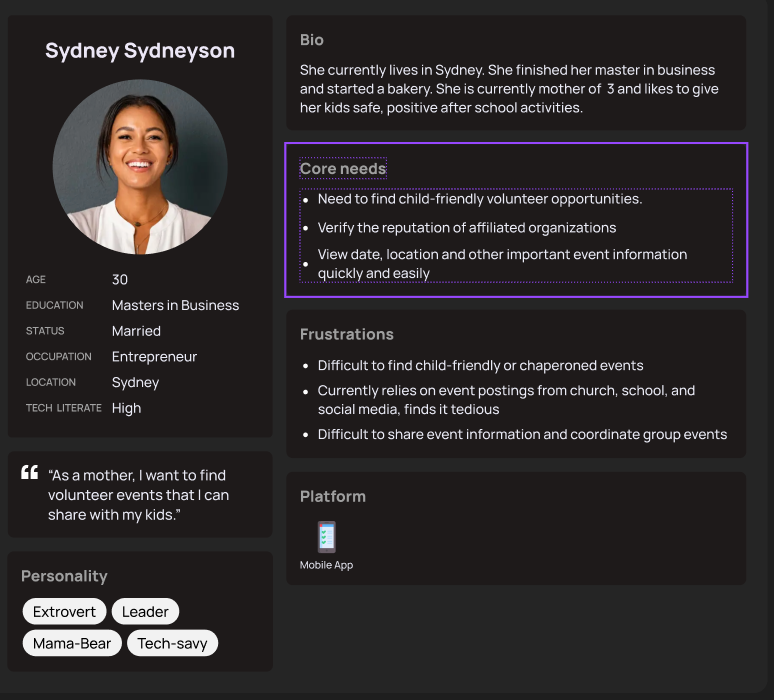 Sydney Sydneyson
AGE 30
EDUCATION Masters in Business
STATUS Married
OCCUPATION Entrepreneur
LOCATION Sydney
TECH LITERATE High
“As a mother, I want to find
volunteer events that I can
share with my kids.”
Personality
Extrovert Leader
Mama-Bear Tech-savy
Bio
She currently lives in Sydney. She finished her master in business
and started a bakery. She is currently mother of 3 and likes to give
her kids safe, positive after school activities.
Core needs
• Need to find child-friendly volunteer opportunities.
• Verify the reputation of affiliated organizations
• View date, location and other important event information
quickly and easily
Frustrations
• Difficult to find child-friendly or chaperoned events
• Currently relies on event postings from church, school, and
social media, finds it tedious
• Difficult to share event information and coordinate group events
Platform
Mobile App